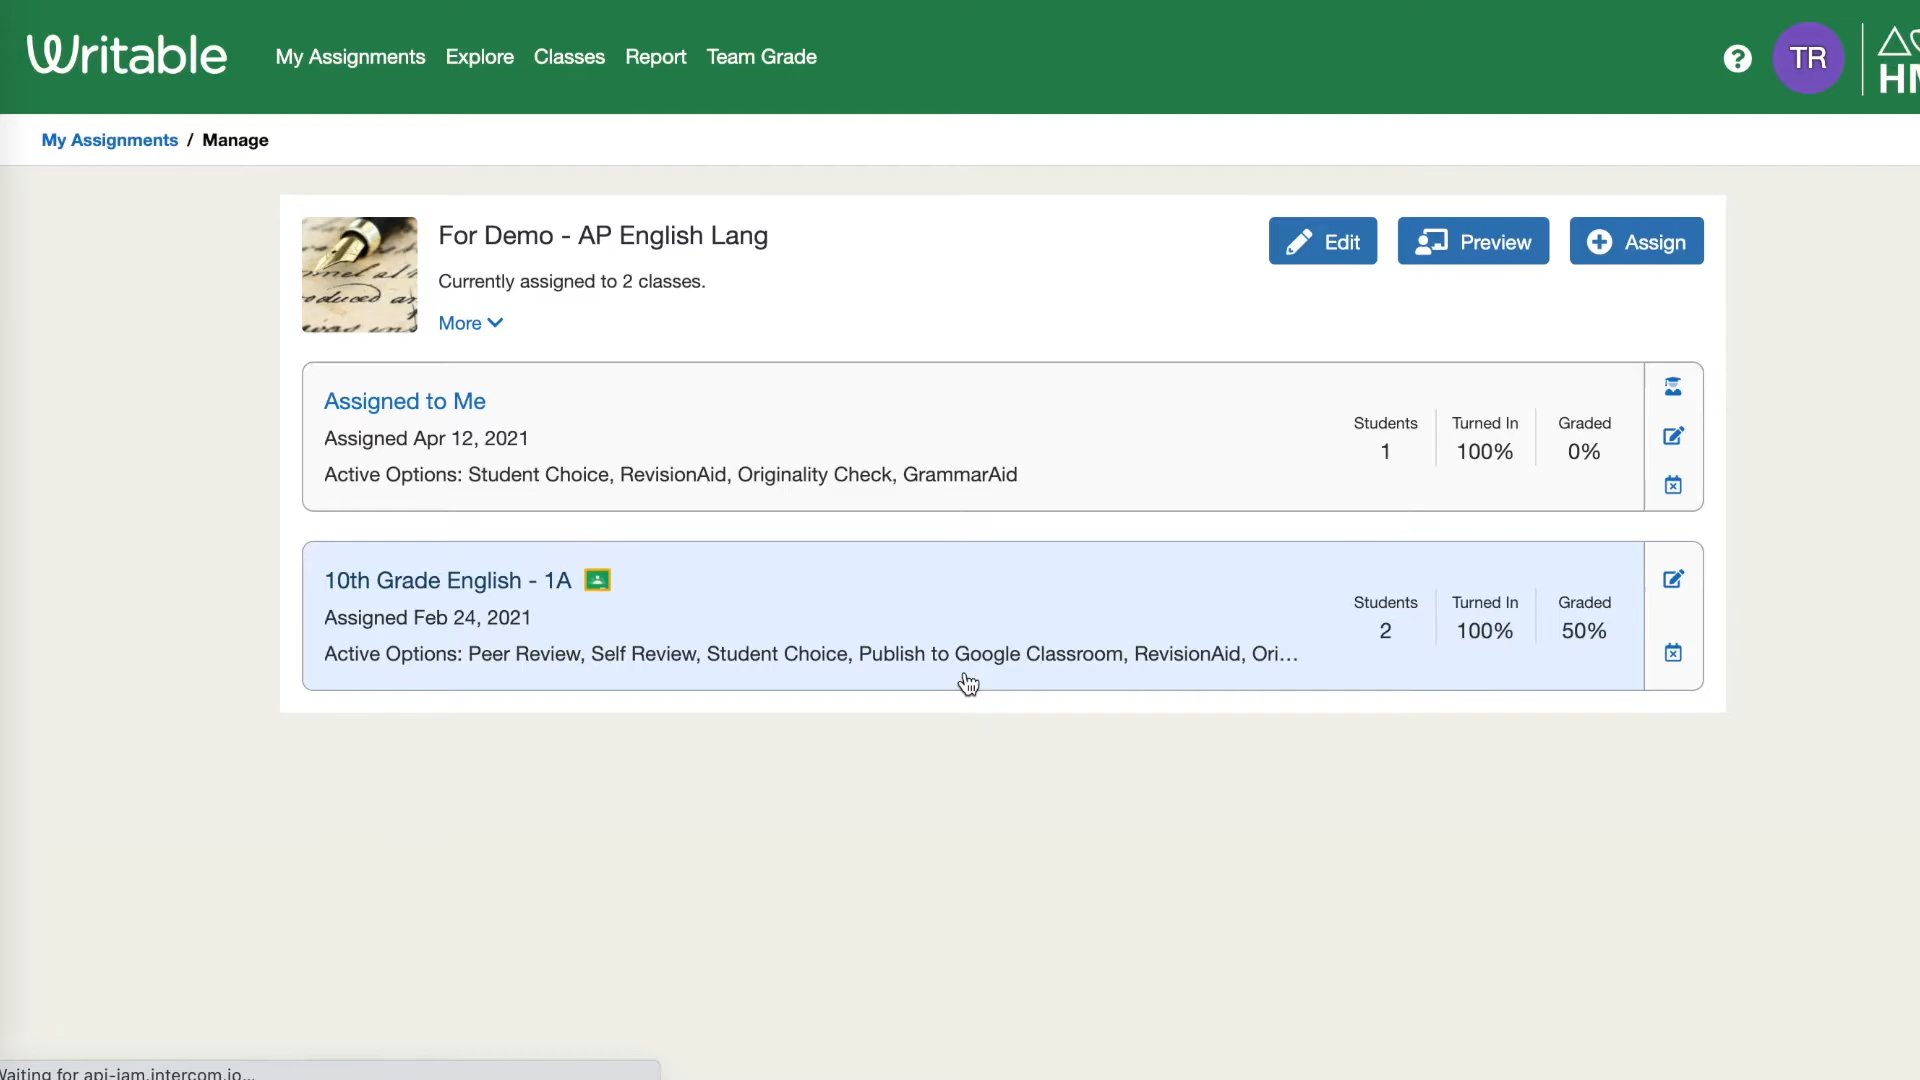 Writable My Assignments Explore Classes Report Team Grade ? TR
My Assignments / Manage
For Demo - AP English Lang
Edit Preview Assign
Currently assigned to 2 classes.
More
Assigned to Me
Assigned Apr 12, 2021
Active Options: Student Choice, RevisionAid, Originality Check, GrammarAid
Students Turned In Graded
1 100% 0%
10th Grade English - 1A
Assigned Feb 24, 2021
Active Options: Peer Review, Self Review, Student Choice, Publish to Google Classroom, RevisionAid, Ori...
Students Turned In Graded
2 100% 50%
Waiting for api-iam.intercom.io...